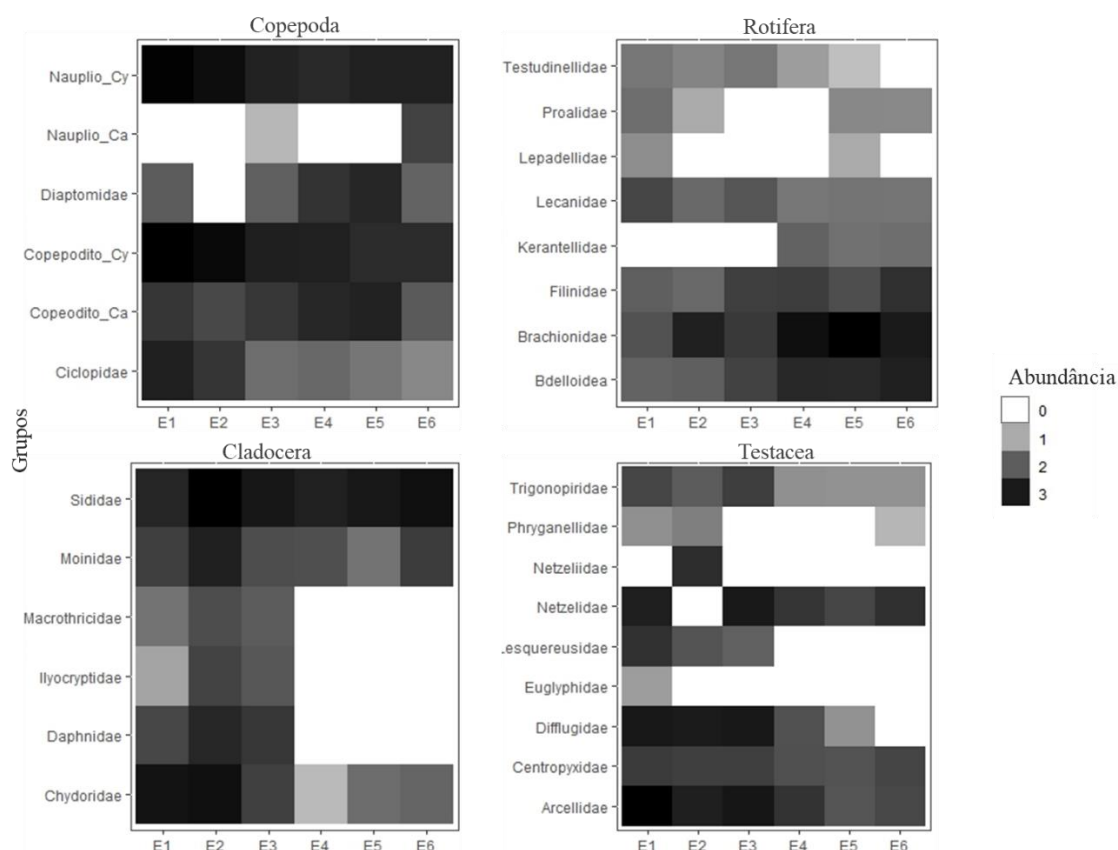 Copepoda
Nauplio_Cy
Nauplio_Ca
Diaptomidae
Copepodito_Cy
Copeodito_Ca
Ciclopidae
E1 E2 E3 E4 E5 E6
Rotifera
Testudinellidae
Proalidae
Lepadellidae
Lecanidae
Kerantellidae
Filinidae
Brachionidae
Bdelloidea
E1 E2 E3 E4 E5 E6
Grupos
Cladocera
Sididae
Moinidae
Macrothricidae
Ilyocryptidae
Daphnidae
Chydoridae
E1 E2 E3 E4 E5 E6
Testacea
Trigonopiridae
Phryganellidae
Netzeliidae
Netzelidae
esquereusidae
Euglyphidae
Difflugidae
Centropyxidae
Arcellidae
E1 E2 E3 E4 E5 E6
Abundância
0
1
2
3